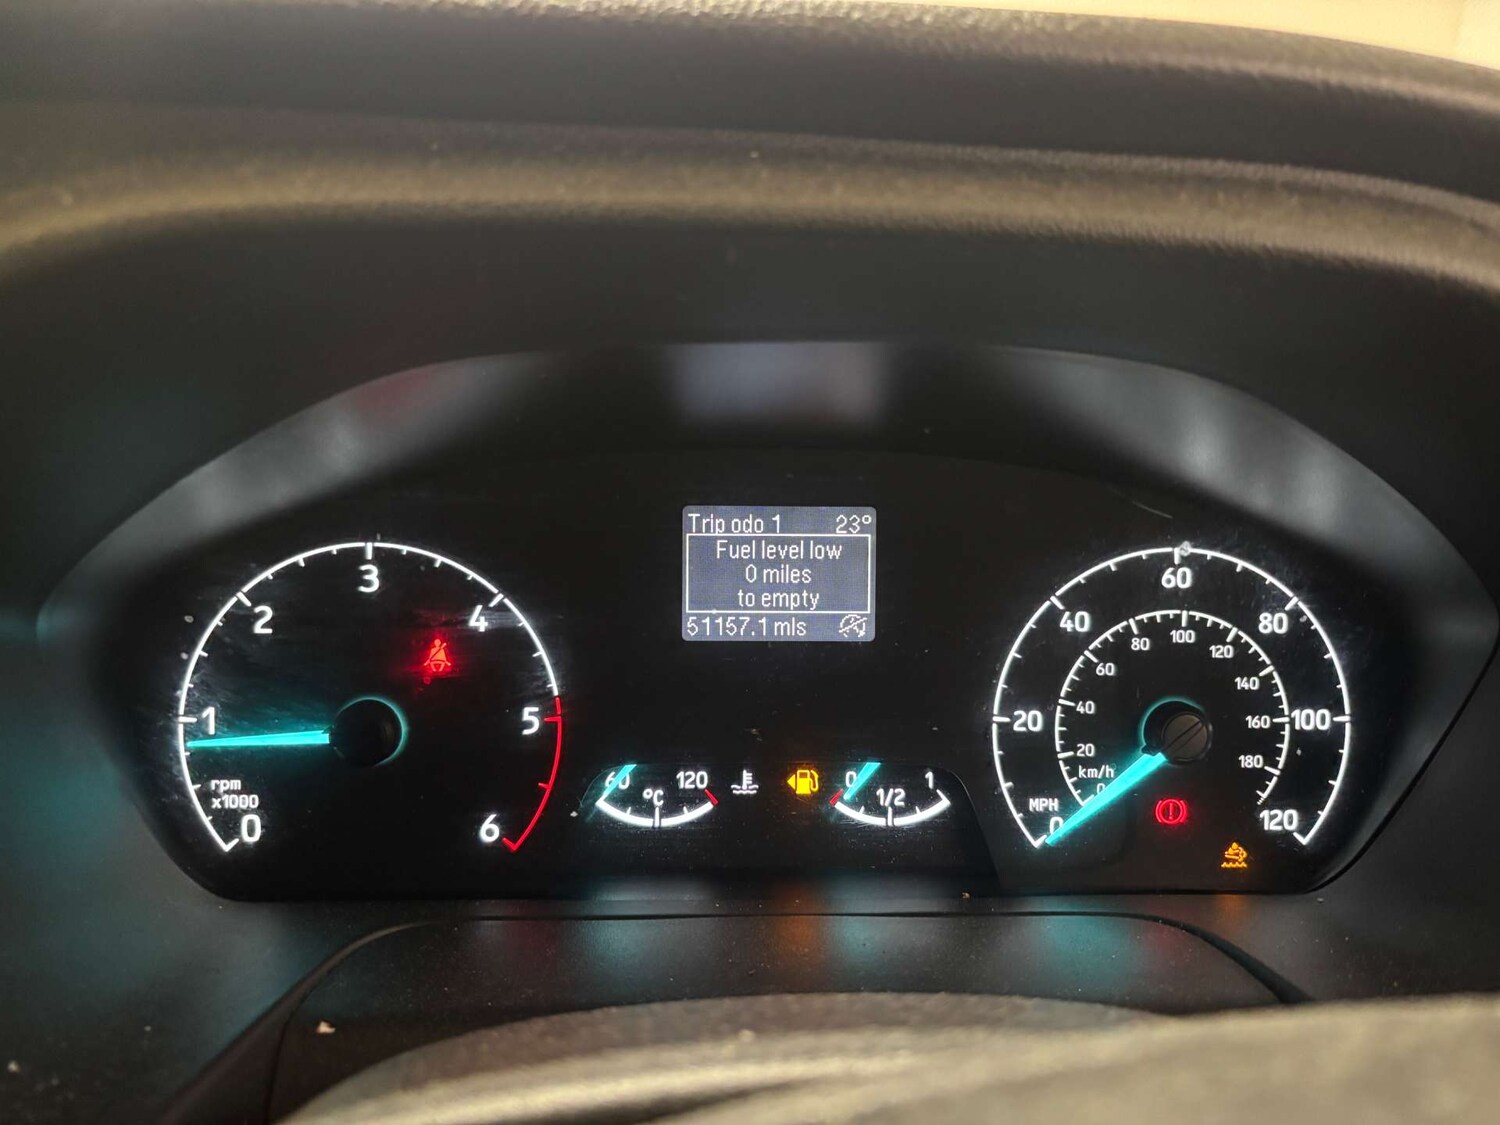 Trip odo 1 23°
Fuel level low
0 miles
to empty
51157.1 mls
0 1 2 3 4 5 6
rpm
x1000
60 120
°C
0 1/2 1
0 20 40 60 80 100 120
MPH
0 20 40 60 80 100 120 140 160 180
km/h